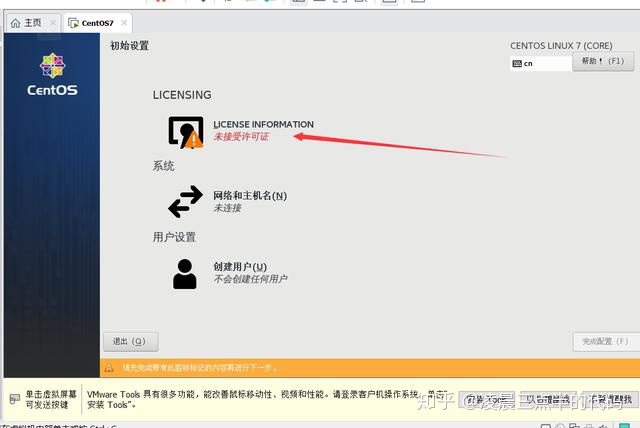 主页
CentOS7
初始设置
CENTOS LINUX 7 (CORE)
cn
帮助！(F1)
CentOS
LICENSING
LICENSE INFORMATION
未接受许可证
系统
网络和主机名(N)
未连接
用户设置
创建用户(U)
不会创建任何用户
退出（Q）
完成配置（F）
请先完成带有此图标标记的内容再进行下一步。
单击虚拟屏幕
可发送按键
VMware Tools 具有很多功能，能改善鼠标移动性、视频和性能。请登录客户机操作系统，单击“
安装 Tools”。
知乎 @凌晨三点半的代码